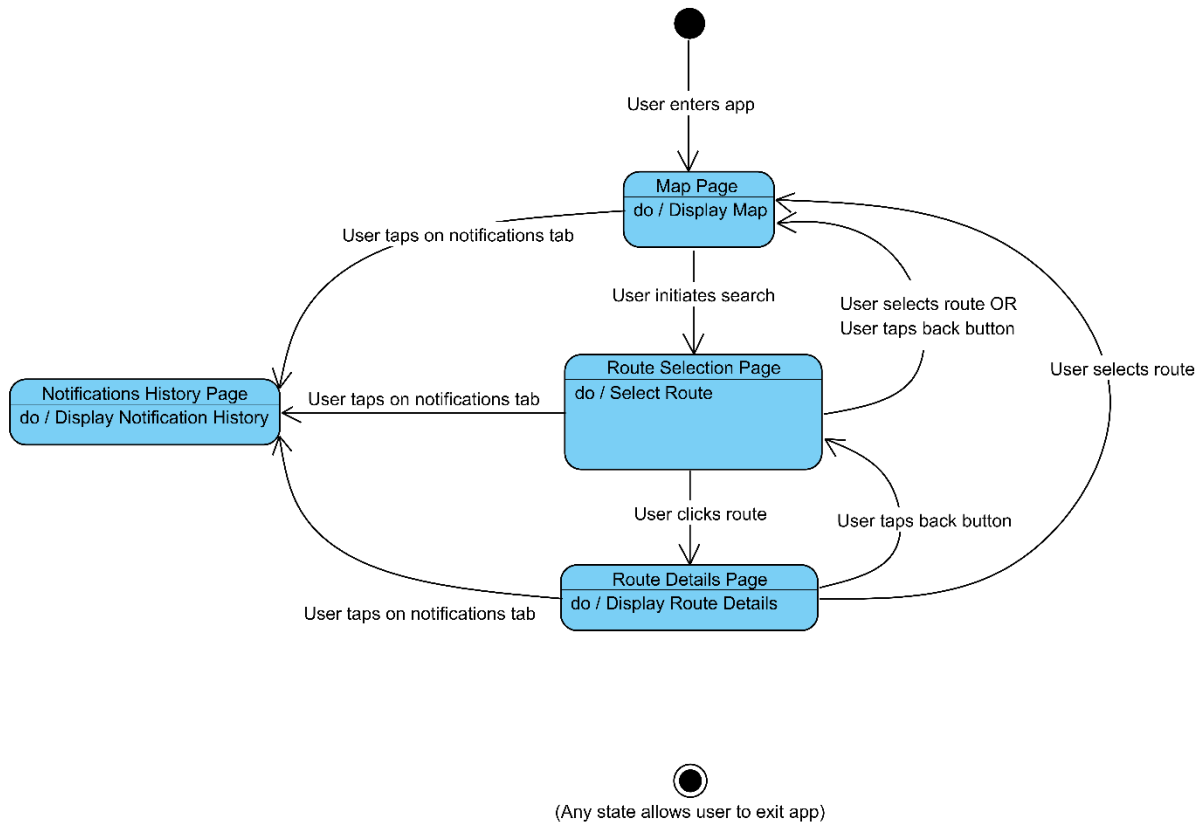 User enters app
Map Page
do / Display Map
User taps on notifications tab
User initiates search
User selects route OR
User taps back button
Route Selection Page
do / Select Route
User selects route
Notifications History Page
do / Display Notification History
User taps on notifications tab
User clicks route
User taps back button
Route Details Page
do / Display Route Details
User taps on notifications tab
(Any state allows user to exit app)